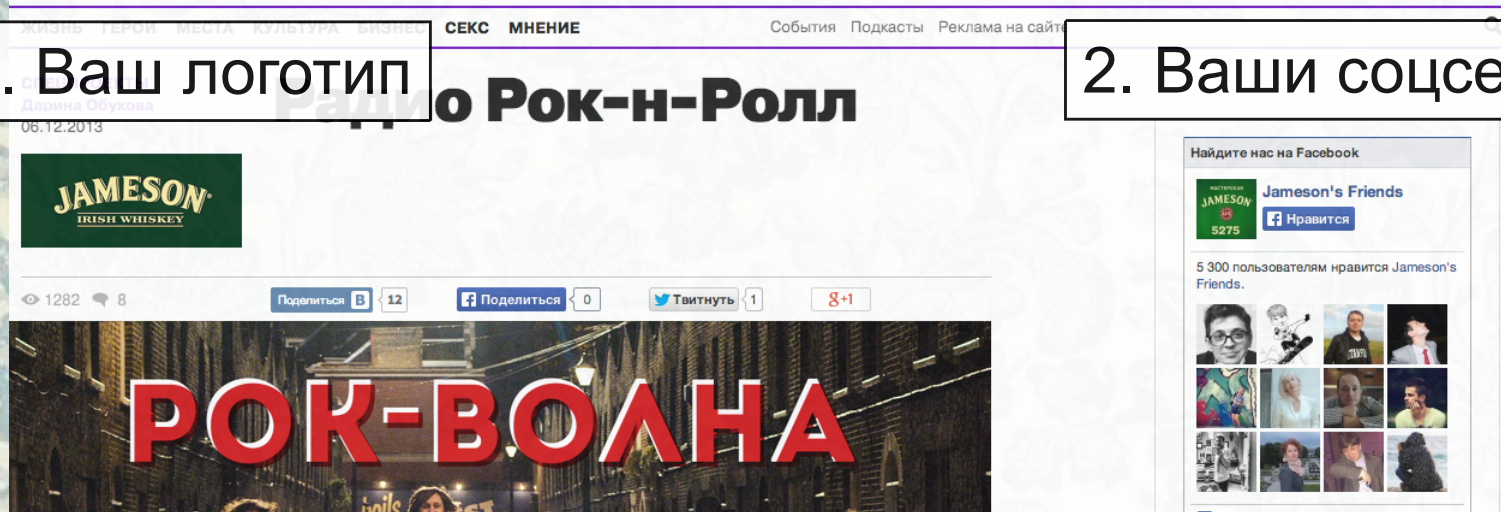 ЖИЗНЬ ГЕРОИ МЕСТА КУЛЬТУРА БИЗНЕС СЕКС МНЕНИЕ События Подкасты Реклама на сайте
. Ваш логотип
2. Ваши соцсе
Дарина Обухова
06.12.2013
Радио Рок-н-Ролл
JAMESON
IRISH WHISKEY
Найдите нас на Facebook
JAMESON
5275
Jameson's Friends
Нравится
5 300 пользователям нравится Jameson's
Friends.
1282 8 Поделиться B 12 Поделиться 0 Твитнуть 1 g+1
РОК-ВОЛНА